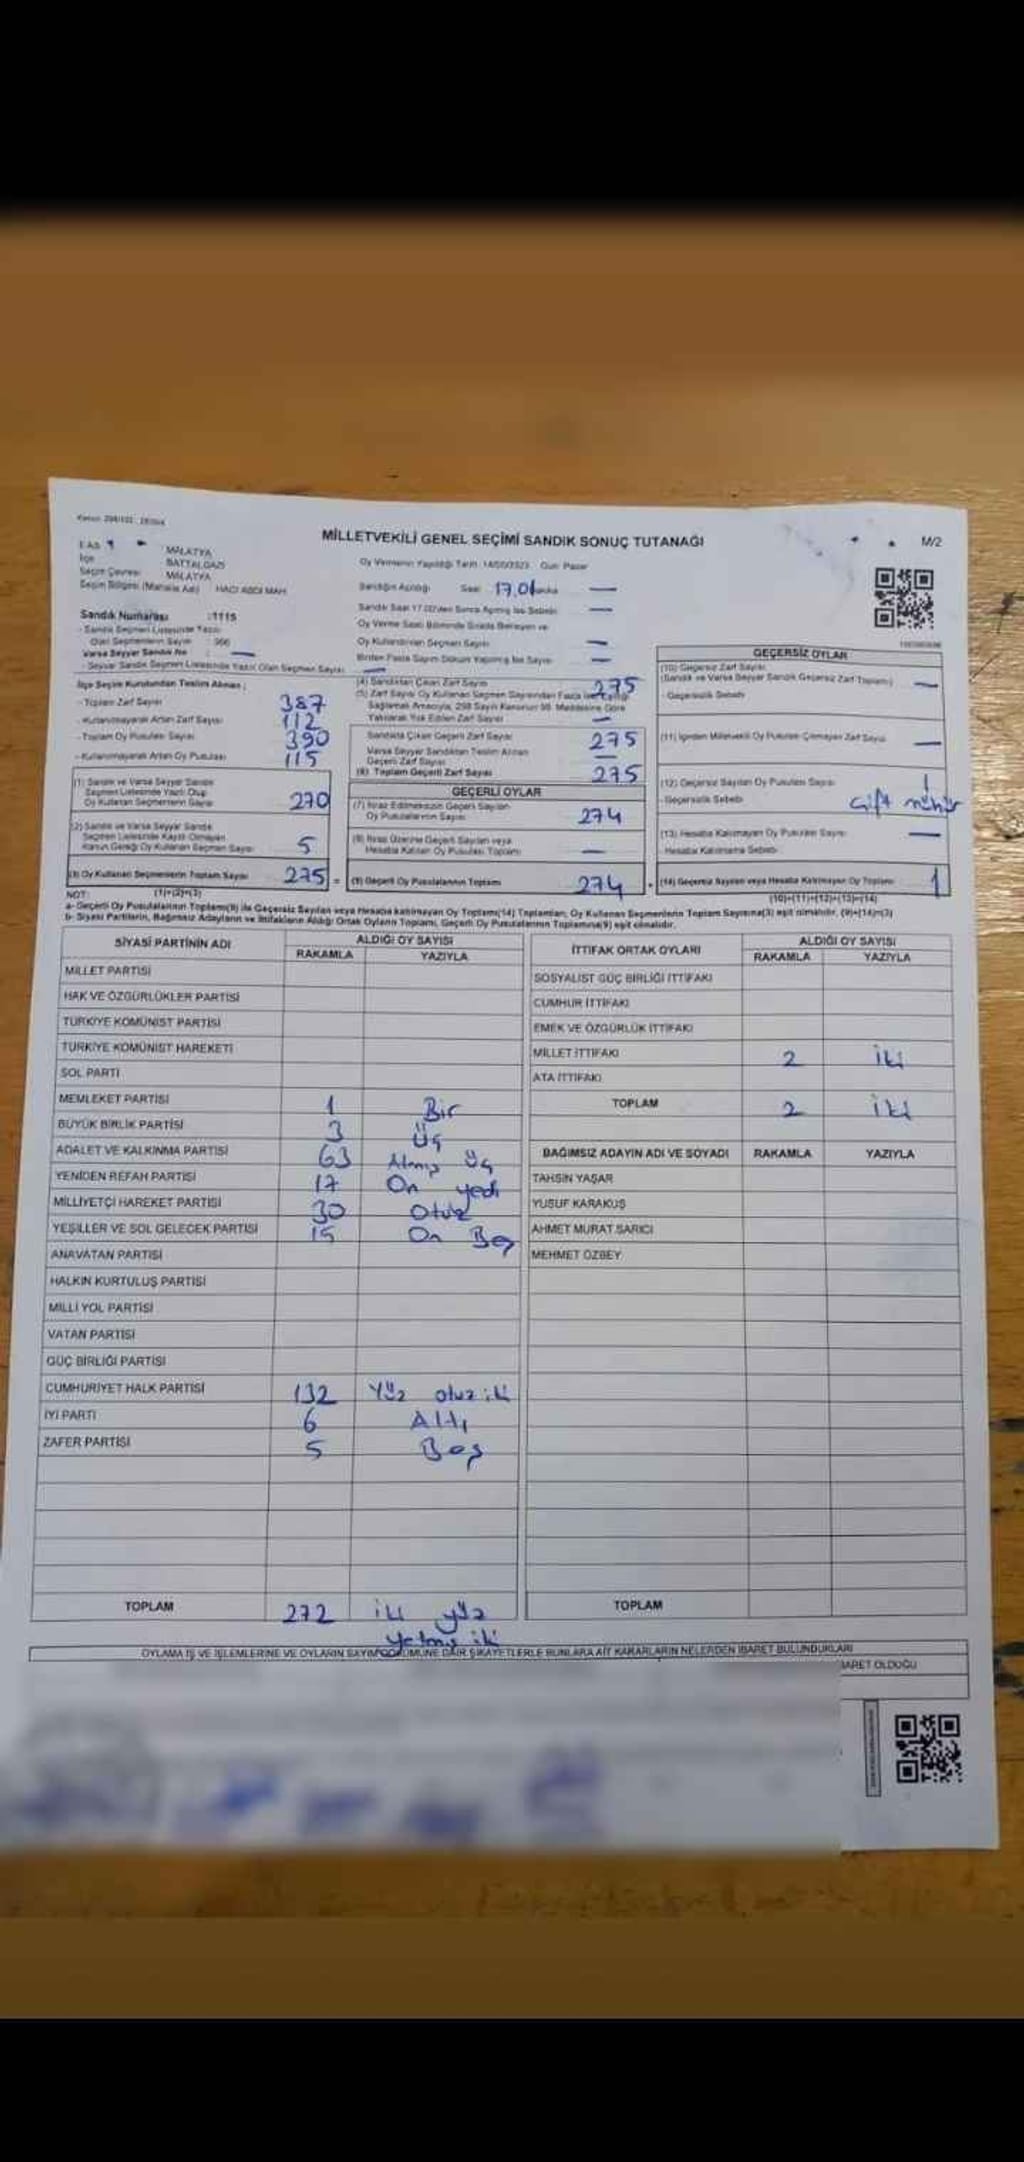 MİLLETVEKİLİ GENEL SEÇİMİ SANDIK SONUÇ TUTANAĞI
M/2
İlçe BATTALGAZİ
Seçim Çevresi MALATYA
Seçim Bölgesi (Mahalle Adı) HACI ABDİ MAH.
Oy Vermenin Yapıldığı Tarih: 14/05/2023 Gün: Pazar
Sandığın Açıldığı Saat 17.01
Sandık Numarası :1115
- Sandık Seçmen Listesinde Yazılı
Olan Seçmenlerin Sayısı
Varsa Seyyar Sandık No : —
- Seyyar Sandık Seçmen Listesinde Yazılı Olan Seçmen Sayısı —
Oy Kullandırılan Seçmen Sayısı —
Birden Fazla Sayım Döküm Yapılmış İse Sayısı —
İlçe Seçim Kurulundan Teslim Alınan ;
- Toplam Zarf Sayısı 387
- Kullanılmayarak Artan Zarf Sayısı 112
- Toplam Oy Pusulası Sayısı 390
- Kullanılmayarak Artan Oy Pusulası 115
(1) Sandık ve Varsa Seyyar Sandık
Seçmen Listesinde Yazılı Olup
Oy Kullanan Seçmenlerin Sayısı 270
(2) Sandık ve Varsa Seyyar Sandık
Seçmen Listesinde Kayıtlı Olmayan
Kanun Gereği Oy Kullanan Seçmen Sayısı 5
(3) Oy Kullanan Seçmenlerin Toplam Sayısı 275 =
(1)+(2)=(3)
(4) Sandıktan Çıkan Zarf Sayısı 275
Sağlamak Amacıyla, 298 Sayılı Kanunun 98. Maddesine Göre
Yakılarak Yok Edilen Zarf Sayısı —
Sandıkta Çıkan Geçerli Zarf Sayısı 275
Varsa Seyyar Sandıktan Teslim Alınan
Geçerli Zarf Sayısı —
(6) Toplam Geçerli Zarf Sayısı 275
GEÇERLİ OYLAR
(7) İtiraz Edilmeksizin Geçerli Sayılan
Oy Pusulalarının Sayısı 274
(8) İtiraz Üzerine Geçerli Sayılan veya
Hesaba Katılan Oy Pusulası Toplamı —
(9) Geçerli Oy Pusulalarının Toplamı 274 +
GEÇERSİZ OYLAR
(10) Geçersiz Zarf Sayısı
(Sandık ve Varsa Seyyar Sandık Geçersiz Zarf Toplamı) —
- Geçersizlik Sebebi
(11) İçinden Milletvekili Oy Pusulası Çıkmayan Zarf Sayısı —
(12) Geçersiz Sayılan Oy Pusulası Sayısı 1
- Geçersizlik Sebebi Çift mühür
(13) Hesaba Katılmayan Oy Pusulası Sayısı —
Hesaba Katılmama Sebebi
(14) Geçersiz Sayılan veya Hesaba Katılmayan Oy Toplamı 1
(10)+(11)+(12)+(13)=(14)
NOT:
a- Geçerli Oy Pusulalarının Toplamı(9) ile Geçersiz Sayılan veya Hesaba katılmayan Oy Toplamı(14) Toplamları, Oy Kullanan Seçmenlerin Toplam Sayısına(3) eşit olmalıdır. (9)+(14)=(3)
b- Siyasi Partilerin, Bağımsız Adayların ve İttifakların Aldığı Ortak Oyların Toplamı, Geçerli Oy Pusulalarının Toplamına(9) eşit olmalıdır.
SİYASİ PARTİNİN ADI ALDIĞI OY SAYISI
RAKAMLA YAZIYLA
MİLLET PARTİSİ
HAK VE ÖZGÜRLÜKLER PARTİSİ
TÜRKİYE KOMÜNİST PARTİSİ
TÜRKİYE KOMÜNİST HAREKETİ
SOL PARTİ
MEMLEKET PARTİSİ 1 Bir
BÜYÜK BİRLİK PARTİSİ 3 Üç
ADALET VE KALKINMA PARTİSİ 63 Atmış Üç
YENİDEN REFAH PARTİSİ 17 On yedi
MİLLİYETÇİ HAREKET PARTİSİ 30 Otuz
YEŞİLLER VE SOL GELECEK PARTİSİ 15 On Beş
ANAVATAN PARTİSİ
HALKIN KURTULUŞ PARTİSİ
MİLLİ YOL PARTİSİ
VATAN PARTİSİ
GÜÇ BİRLİĞİ PARTİSİ
CUMHURİYET HALK PARTİSİ 132 Yüz otuz iki
İYİ PARTİ 6 Altı
ZAFER PARTİSİ 5 Beş
TOPLAM 272 iki yüz
yetmiş iki
İTTİFAK ORTAK OYLARI ALDIĞI OY SAYISI
RAKAMLA YAZIYLA
SOSYALİST GÜÇ BİRLİĞİ İTTİFAKI
CUMHUR İTTİFAKI
EMEK VE ÖZGÜRLÜK İTTİFAKI
MİLLET İTTİFAKI 2 iki
ATA İTTİFAKI
TOPLAM 2 iki
BAĞIMSIZ ADAYIN ADI VE SOYADI RAKAMLA YAZIYLA
TAHSİN YAŞAR
YUSUF KARAKUŞ
AHMET MURAT SARICI
MEHMET ÖZBEY
TOPLAM
OYLAMA İŞ VE İŞLEMLERİNE VE OYLARIN SAYIM DÖKÜMÜNE DAİR ŞİKAYETLERLE BUNLARA AİT KARARLARIN NELERDEN İBARET BULUNDUKLARI
İBARET OLDUĞU